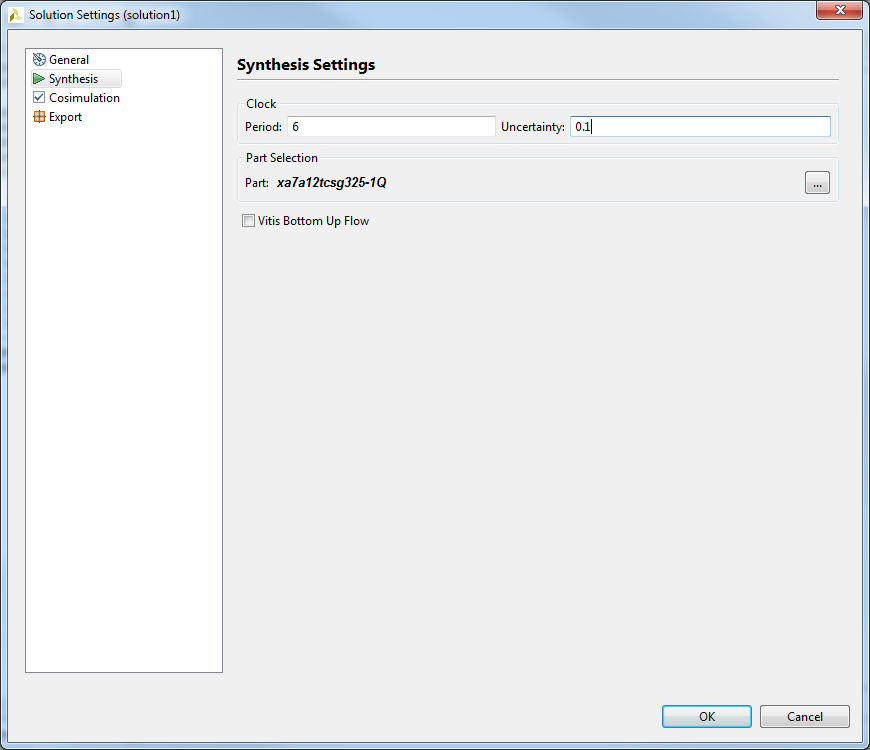 Solution Settings (solution1)
General
Synthesis
Cosimulation
Export
Synthesis Settings
Clock
Period: 6 Uncertainty: 0.1
Part Selection
Part: xa7a12tcsg325-1Q ...
Vitis Bottom Up Flow
OK Cancel